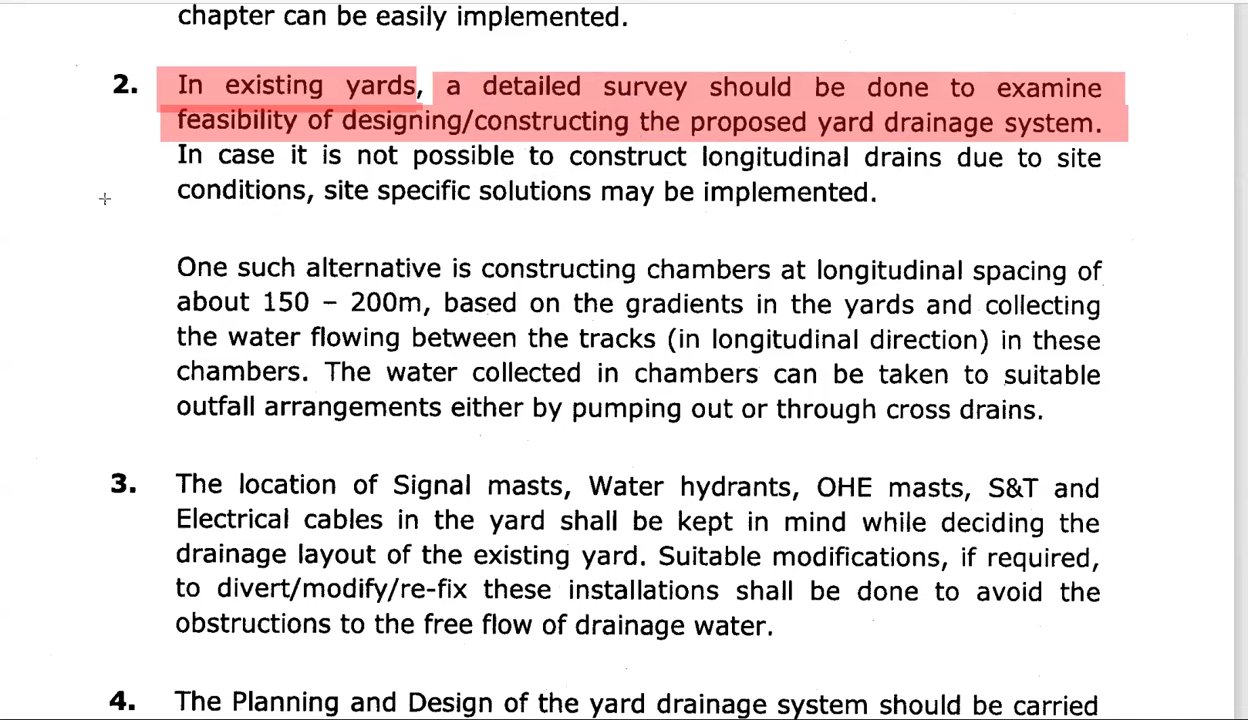 chapter can be easily implemented.
2. In existing yards, a detailed survey should be done to examine
feasibility of designing/constructing the proposed yard drainage system.
In case it is not possible to construct longitudinal drains due to site
conditions, site specific solutions may be implemented.
One such alternative is constructing chambers at longitudinal spacing of
about 150 – 200m, based on the gradients in the yards and collecting
the water flowing between the tracks (in longitudinal direction) in these
chambers. The water collected in chambers can be taken to suitable
outfall arrangements either by pumping out or through cross drains.
3. The location of Signal masts, Water hydrants, OHE masts, S&T and
Electrical cables in the yard shall be kept in mind while deciding the
drainage layout of the existing yard. Suitable modifications, if required,
to divert/modify/re-fix these installations shall be done to avoid the
obstructions to the free flow of drainage water.
4. The Planning and Design of the yard drainage system should be carried